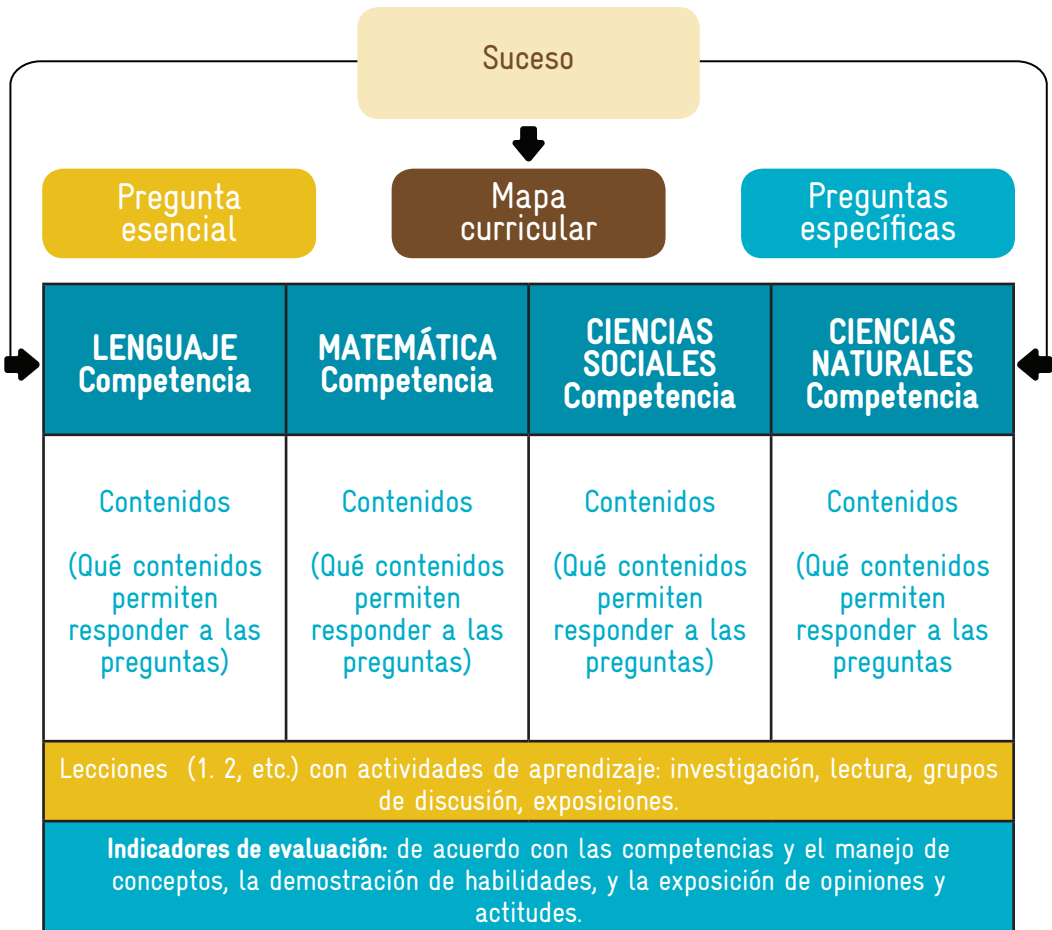 Suceso
Pregunta
esencial
Mapa
curricular
Preguntas
específicas
LENGUAJE
Competencia
MATEMÁTICA
Competencia
CIENCIAS
SOCIALES
Competencia
CIENCIAS
NATURALES
Competencia
Contenidos
(Qué contenidos
permiten
responder a las
preguntas)
Contenidos
(Qué contenidos
permiten
responder a las
preguntas)
Contenidos
(Qué contenidos
permiten
responder a las
preguntas)
Contenidos
(Qué contenidos
permiten
responder a las
preguntas
Lecciones (1. 2, etc.) con actividades de aprendizaje: investigación, lectura, grupos
de discusión, exposiciones.
Indicadores de evaluación: de acuerdo con las competencias y el manejo de
conceptos, la demostración de habilidades, y la exposición de opiniones y
actitudes.